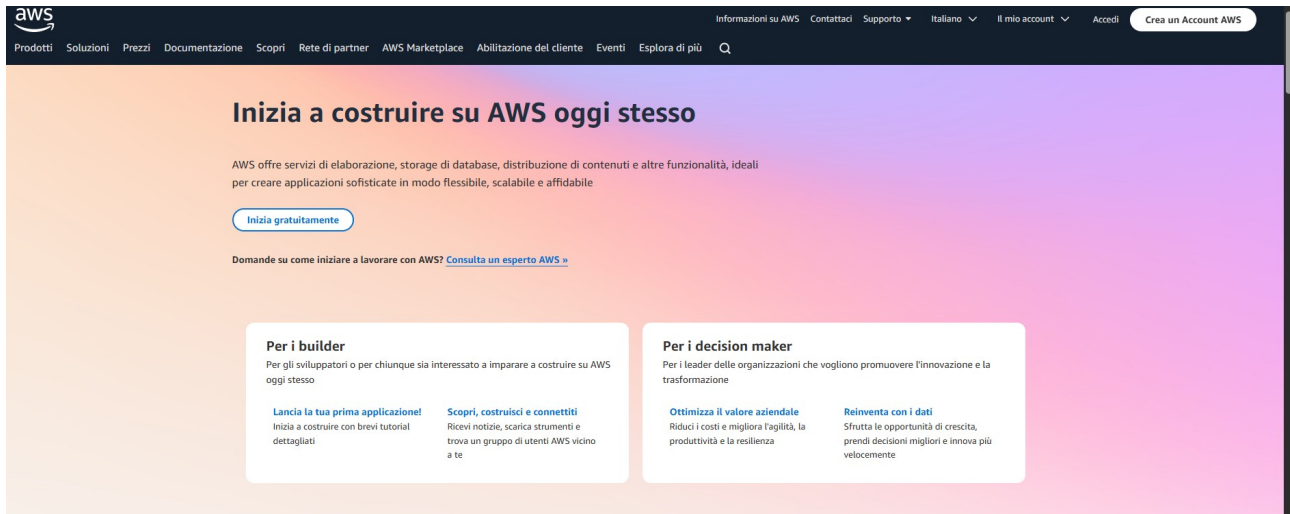 aws
Informazioni su AWS Contattaci Supporto Italiano Il mio account Accedi Crea un Account AWS
Prodotti Soluzioni Prezzi Documentazione Scopri Rete di partner AWS Marketplace Abilitazione del cliente Eventi Esplora di più
Inizia a costruire su AWS oggi stesso
AWS offre servizi di elaborazione, storage di database, distribuzione di contenuti e altre funzionalità, ideali
per creare applicazioni sofisticate in modo flessibile, scalabile e affidabile
Inizia gratuitamente
Domande su come iniziare a lavorare con AWS? Consulta un esperto AWS »
Per i builder
Per gli sviluppatori o per chiunque sia interessato a imparare a costruire su AWS
oggi stesso
Lancia la tua prima applicazione!
Inizia a costruire con brevi tutorial
dettagliati
Scopri, costruisci e connettiti
Ricevi notizie, scarica strumenti e
trova un gruppo di utenti AWS vicino
a te
Per i decision maker
Per i leader delle organizzazioni che vogliono promuovere l'innovazione e la
trasformazione
Ottimizza il valore aziendale
Riduci i costi e migliora l'agilità, la
produttività e la resilienza
Reinventa con i dati
Sfrutta le opportunità di crescita,
prendi decisioni migliori e innova più
velocemente